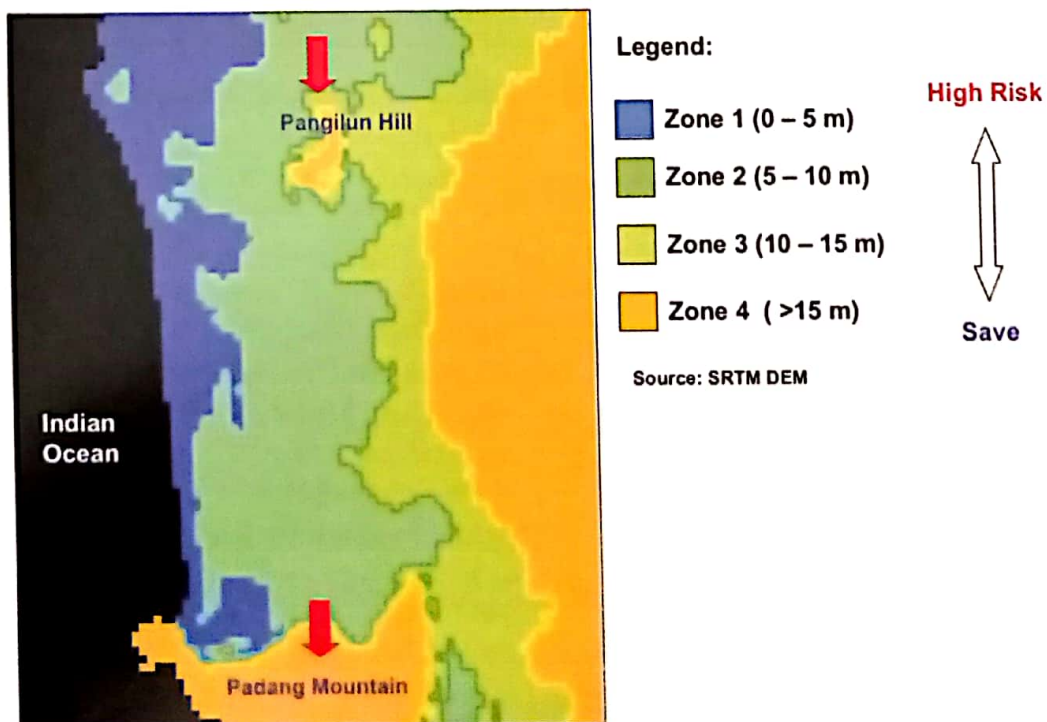 Legend:
High Risk
Zone 1 (0 – 5 m)
Pangilun Hill
Zone 2 (5 – 10 m)
Zone 3 (10 – 15 m)
Zone 4 ( >15 m)
Save
Source: SRTM DEM
Indian
Ocean
Padang Mountain